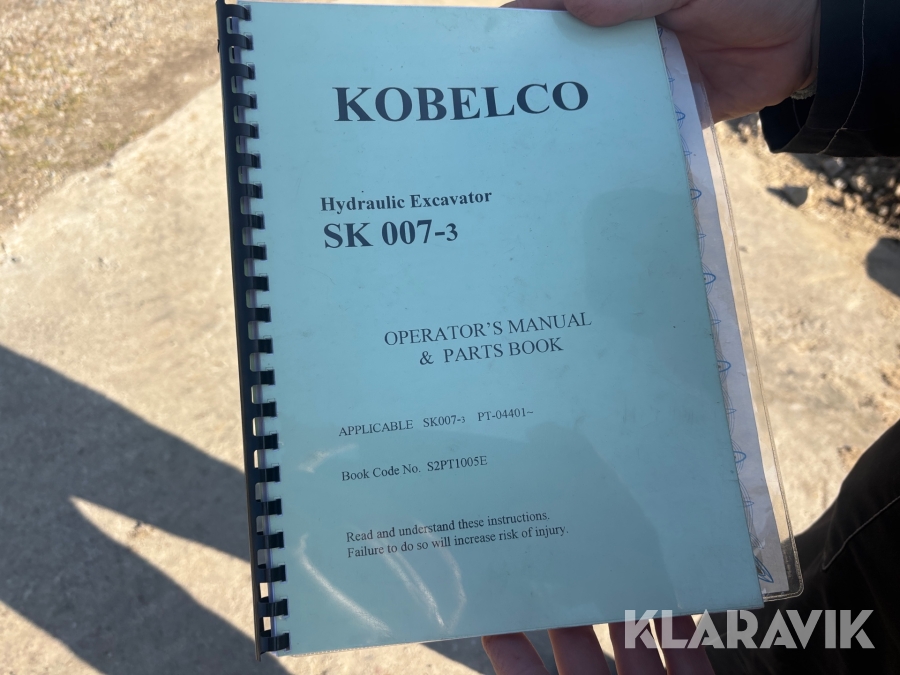 KOBELCO
Hydraulic Excavator
SK 007-3
OPERATOR'S MANUAL
& PARTS BOOK
APPLICABLE SK007-3 PT-04401~
Book Code No. S2PT1005E
Read and understand these instructions.
Failure to do so will increase risk of injury.
KLARAVIK